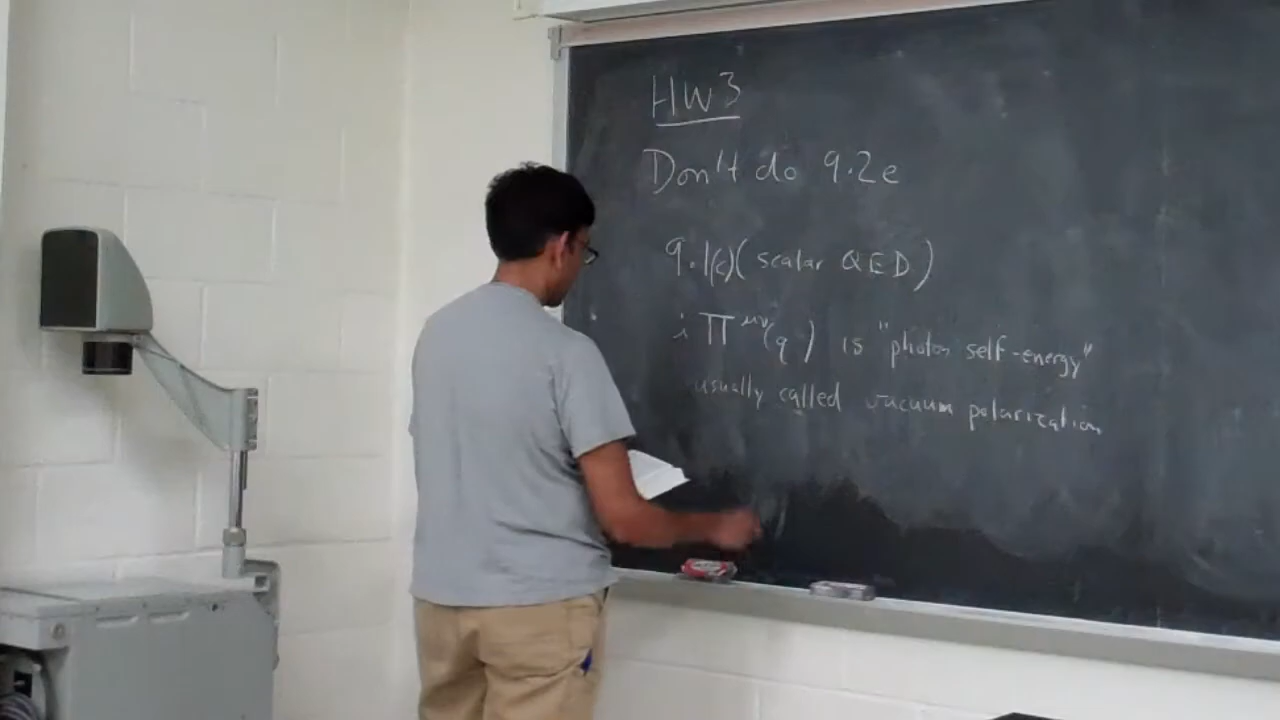 HW3
Don't do 9.2e
9.1(c)(scalar QED)
i Π^μν(q) is "photon self-energy"
usually called vacuum polarization